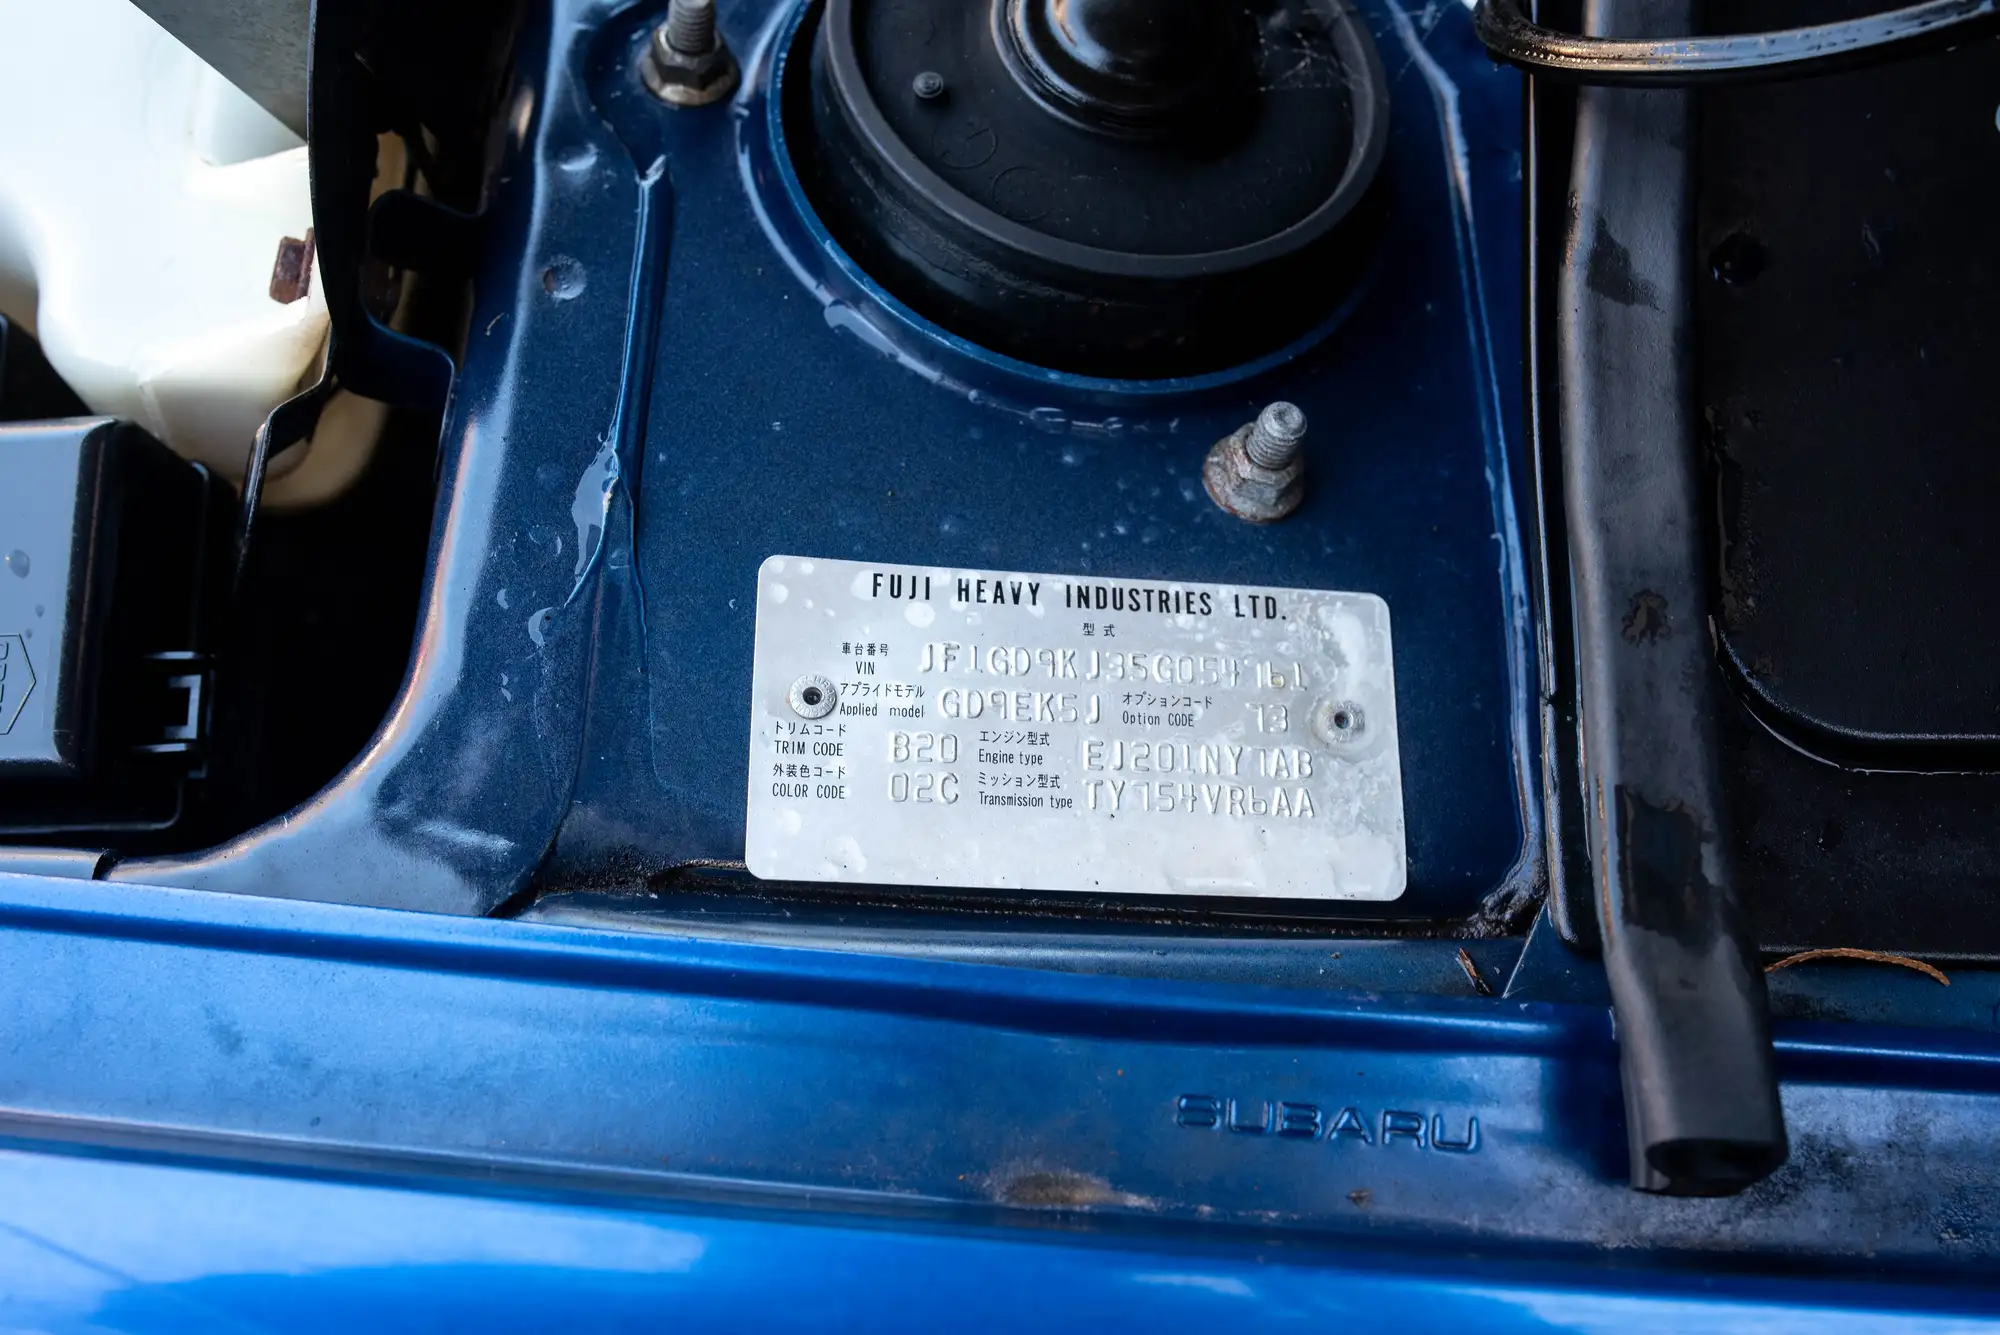 FUJI HEAVY INDUSTRIES LTD.
型式
車台番号
VIN JF1GD9KJ35G054761
アプライドモデル オプションコード
Applied model GD9EK5J Option CODE 73
トリムコード エンジン型式
TRIM CODE B20 Engine type EJ201NY7AB
外装色コード ミッション型式
COLOR CODE 02C Transmission type TY754VR6AA
SUBARU